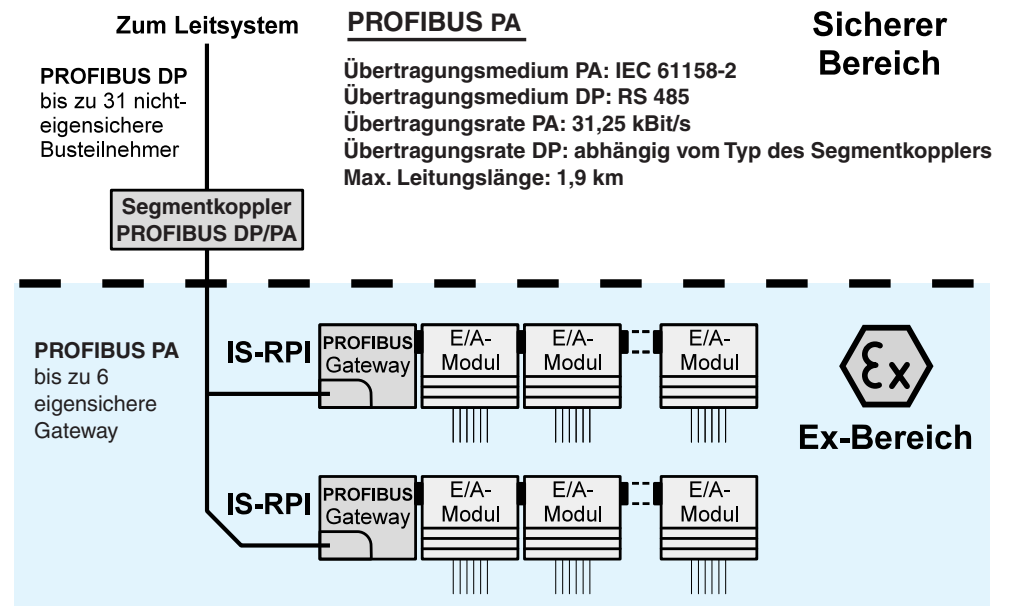 Zum Leitsystem
PROFIBUS PA
Sicherer
Bereich
PROFIBUS DP
bis zu 31 nicht-
eigensichere
Busteilnehmer
Übertragungsmedium PA: IEC 61158-2
Übertragungsmedium DP: RS 485
Übertragungsrate PA: 31,25 kBit/s
Übertragungsrate DP: abhängig vom Typ des Segmentkopplers
Max. Leitungslänge: 1,9 km
Segmentkoppler
PROFIBUS DP/PA
PROFIBUS PA
bis zu 6
eigensichere
Gateway
IS-RPI
PROFIBUS
Gateway
E/A-
Modul
E/A-
Modul
E/A-
Modul
Ex
Ex-Bereich
IS-RPI
PROFIBUS
Gateway
E/A-
Modul
E/A-
Modul
E/A-
Modul